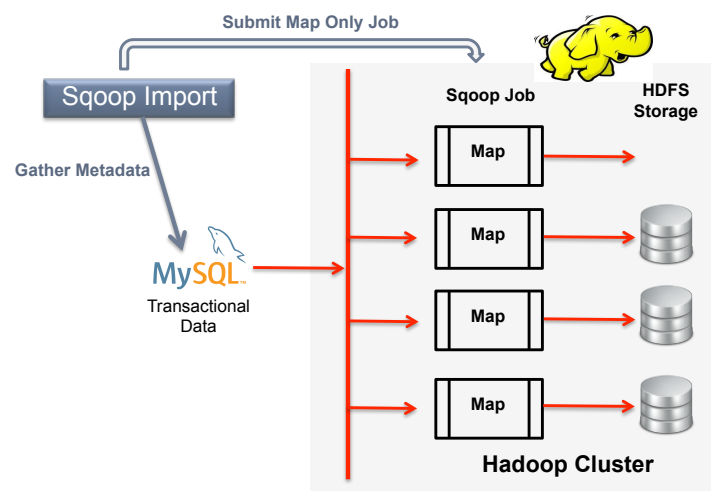 Submit Map Only Job
Sqoop Import
Gather Metadata
MySQL™
Transactional
Data
Sqoop Job
HDFS
Storage
Map
Map
Map
Map
Hadoop Cluster